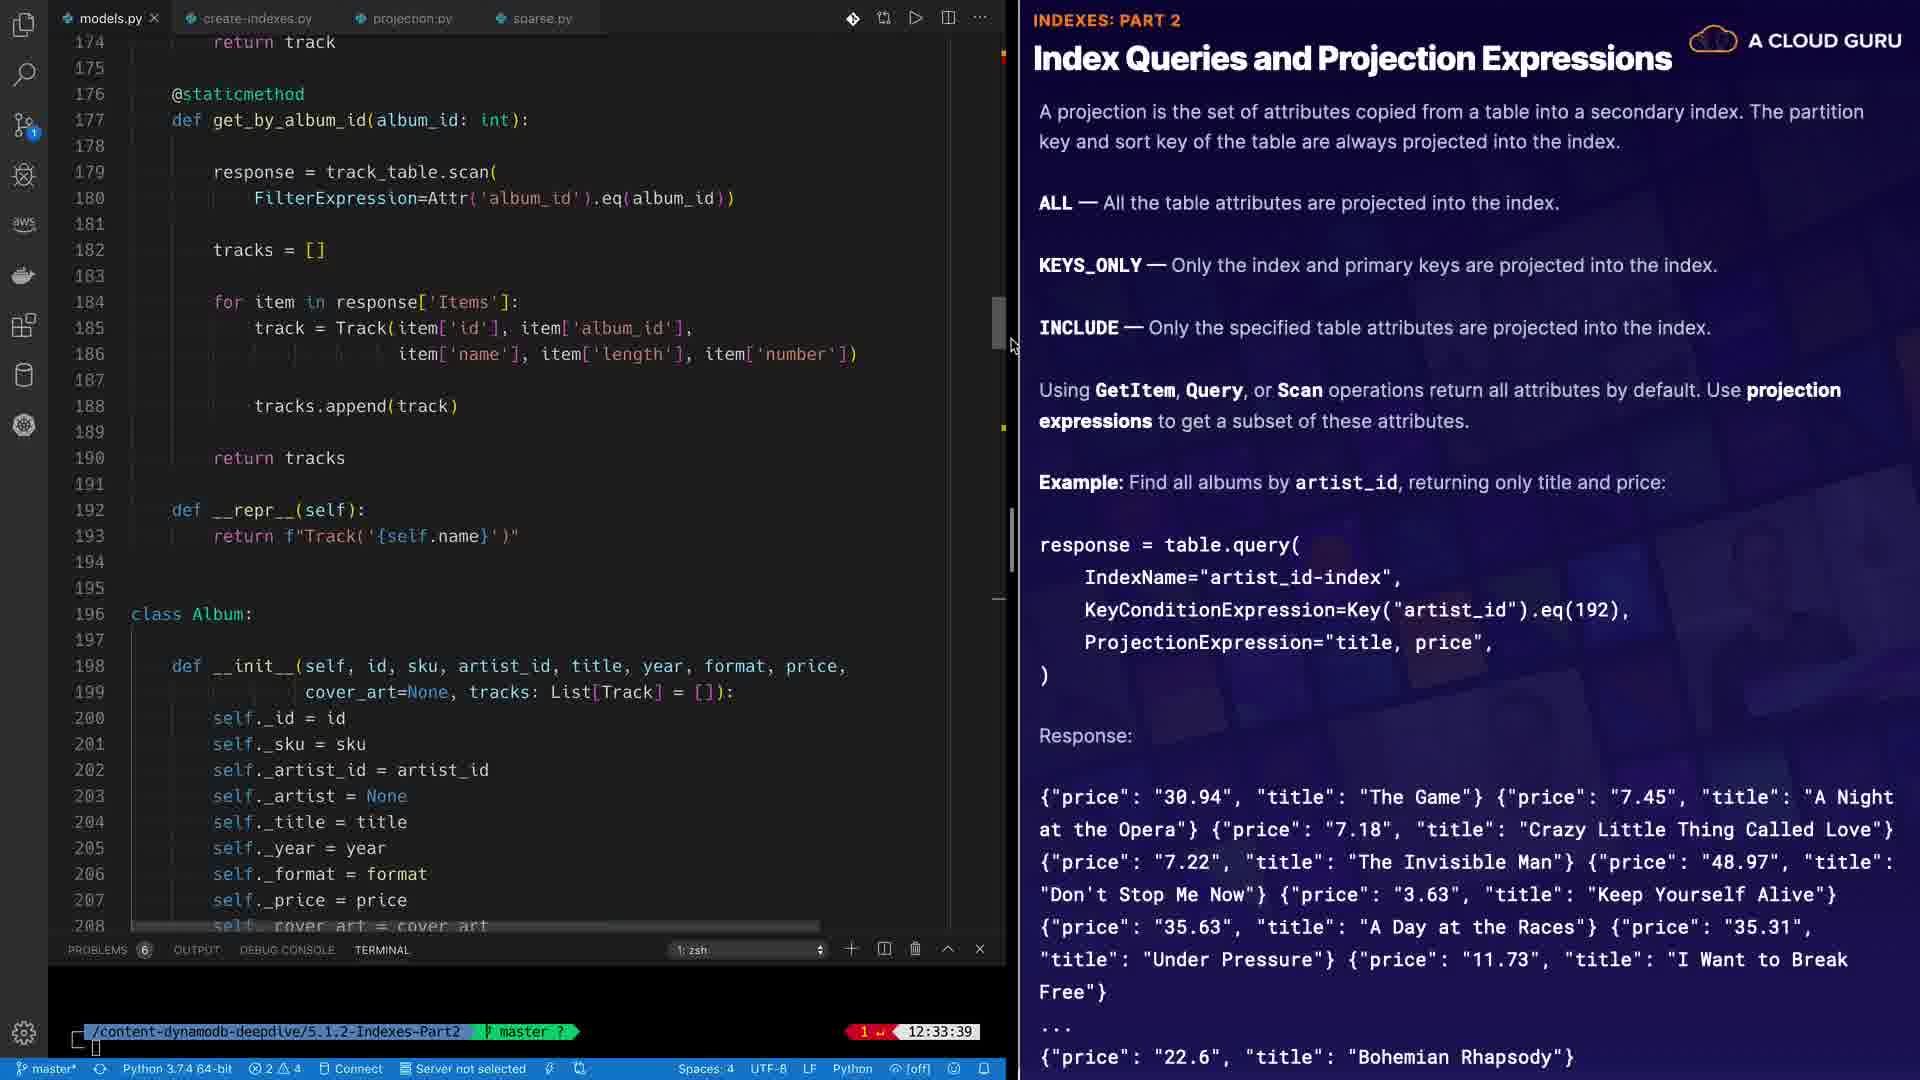 models.py
create-indexes.py
projection.py
sparse.py
174 return track
175
176 @staticmethod
177 def get_by_album_id(album_id: int):
178
179 response = track_table.scan(
180 FilterExpression=Attr('album_id').eq(album_id))
181
182 tracks = []
183
184 for item in response['Items']:
185 track = Track(item['id'], item['album_id'],
186 item['name'], item['length'], item['number'])
187
188 tracks.append(track)
189
190 return tracks
191
192 def __repr__(self):
193 return f"Track('{self.name}')"
194
195
196 class Album:
197
198 def __init__(self, id, sku, artist_id, title, year, format, price,
199 cover_art=None, tracks: List[Track] = []):
200 self._id = id
201 self._sku = sku
202 self._artist_id = artist_id
203 self._artist = None
204 self._title = title
205 self._year = year
206 self._format = format
207 self._price = price
208 self._cover_art = cover_art
aws
1
PROBLEMS 6 OUTPUT DEBUG CONSOLE TERMINAL 1: zsh
/content-dynamodb-deepdive/5.1.2-Indexes-Part2 master ? 1 ↵ 12:33:39
master* Python 3.7.4 64-bit 2 4 Connect Server not selected Spaces: 4 UTF-8 LF Python [off]
INDEXES: PART 2
Index Queries and Projection Expressions
A CLOUD GURU
A projection is the set of attributes copied from a table into a secondary index. The partition
key and sort key of the table are always projected into the index.
ALL — All the table attributes are projected into the index.
KEYS_ONLY — Only the index and primary keys are projected into the index.
INCLUDE — Only the specified table attributes are projected into the index.
Using GetItem, Query, or Scan operations return all attributes by default. Use projection
expressions to get a subset of these attributes.
Example: Find all albums by artist_id, returning only title and price:
response = table.query(
IndexName="artist_id-index",
KeyConditionExpression=Key("artist_id").eq(192),
ProjectionExpression="title, price",
)
Response:
{"price": "30.94", "title": "The Game"} {"price": "7.45", "title": "A Night
at the Opera"} {"price": "7.18", "title": "Crazy Little Thing Called Love"}
{"price": "7.22", "title": "The Invisible Man"} {"price": "48.97", "title":
"Don't Stop Me Now"} {"price": "3.63", "title": "Keep Yourself Alive"}
{"price": "35.63", "title": "A Day at the Races"} {"price": "35.31",
"title": "Under Pressure"} {"price": "11.73", "title": "I Want to Break
Free"}
...
{"price": "22.6", "title": "Bohemian Rhapsody"}